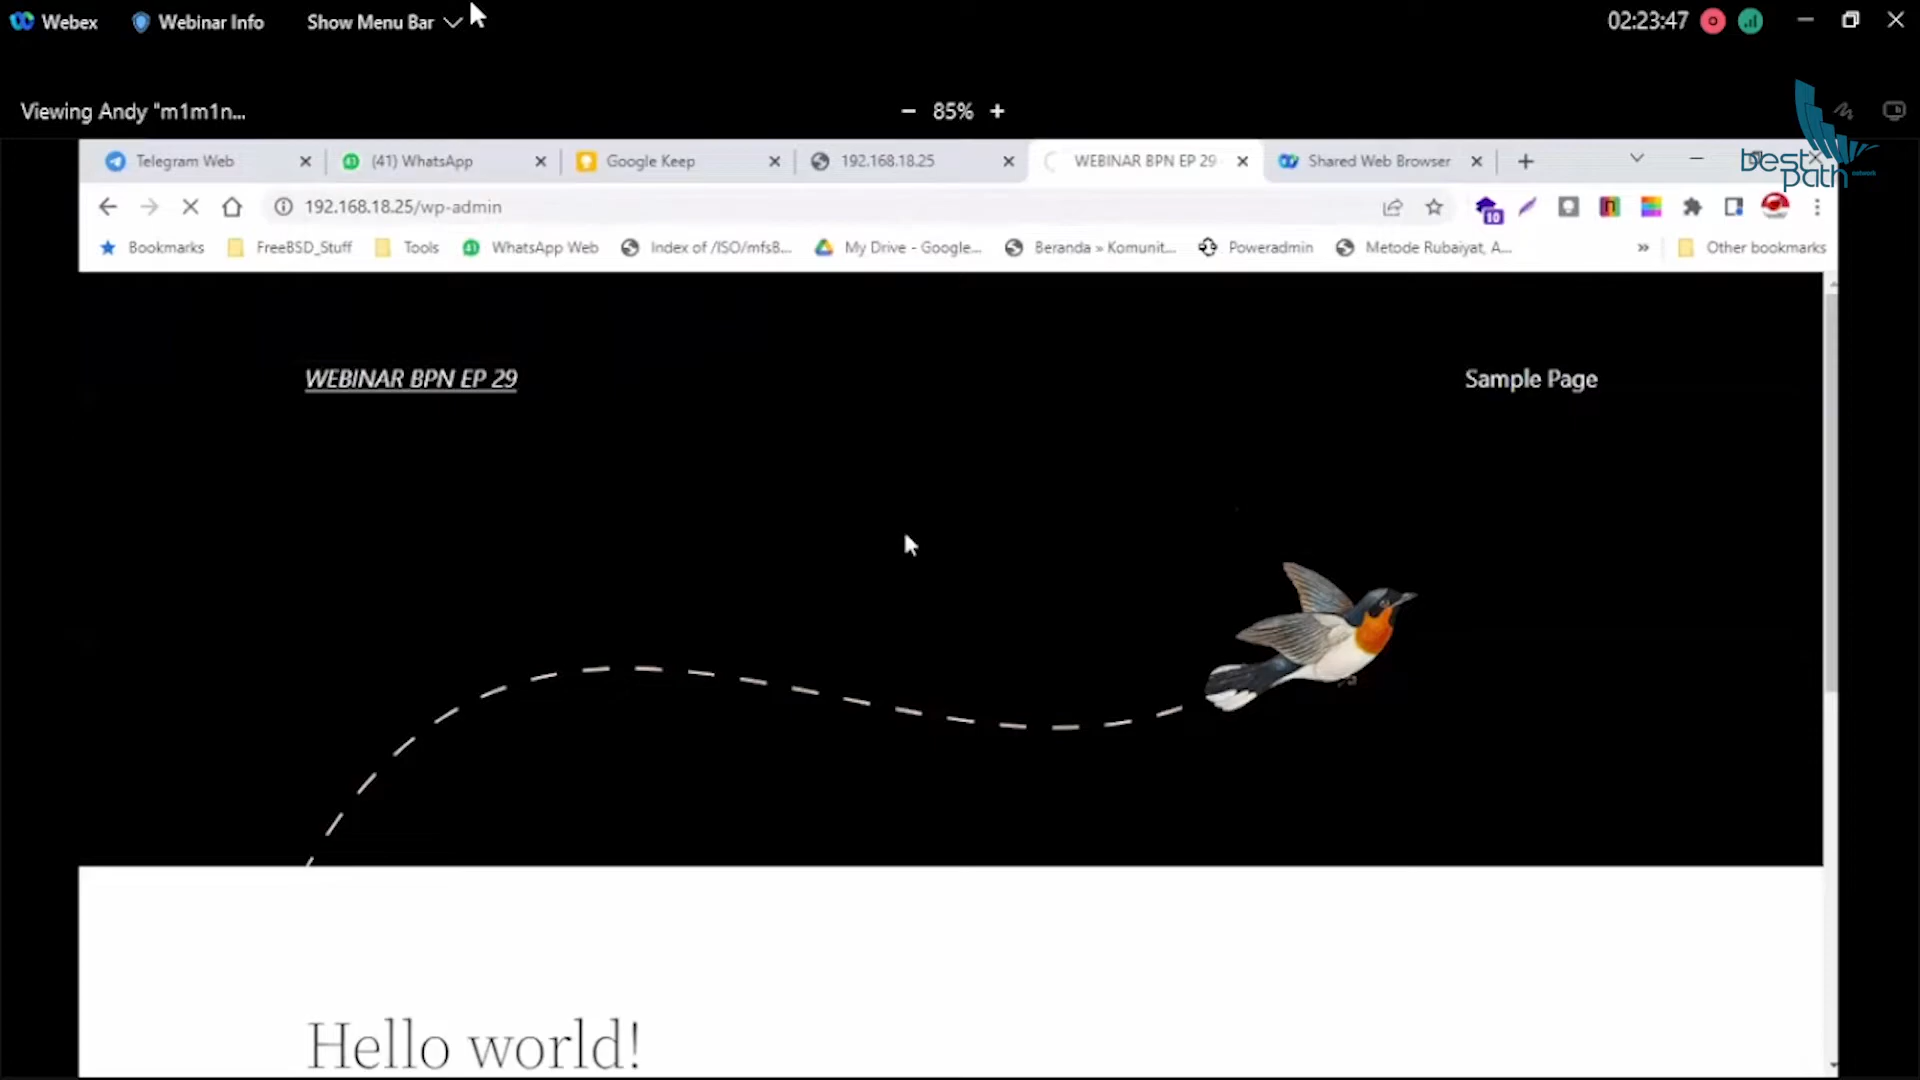 Webex Webinar Info Show Menu Bar 02:23:47
Viewing Andy "m1m1n... 85%
best path network
Telegram Web (41) WhatsApp Google Keep 192.168.18.25 WEBINAR BPN EP 29 Shared Web Browser
192.168.18.25/wp-admin 10
Bookmarks FreeBSD_Stuff Tools WhatsApp Web Index of /ISO/mfsB... My Drive - Google... Beranda » Komunit... Poweradmin Metode Rubaiyat, A... » Other bookmarks
WEBINAR BPN EP 29 Sample Page
Hello world!